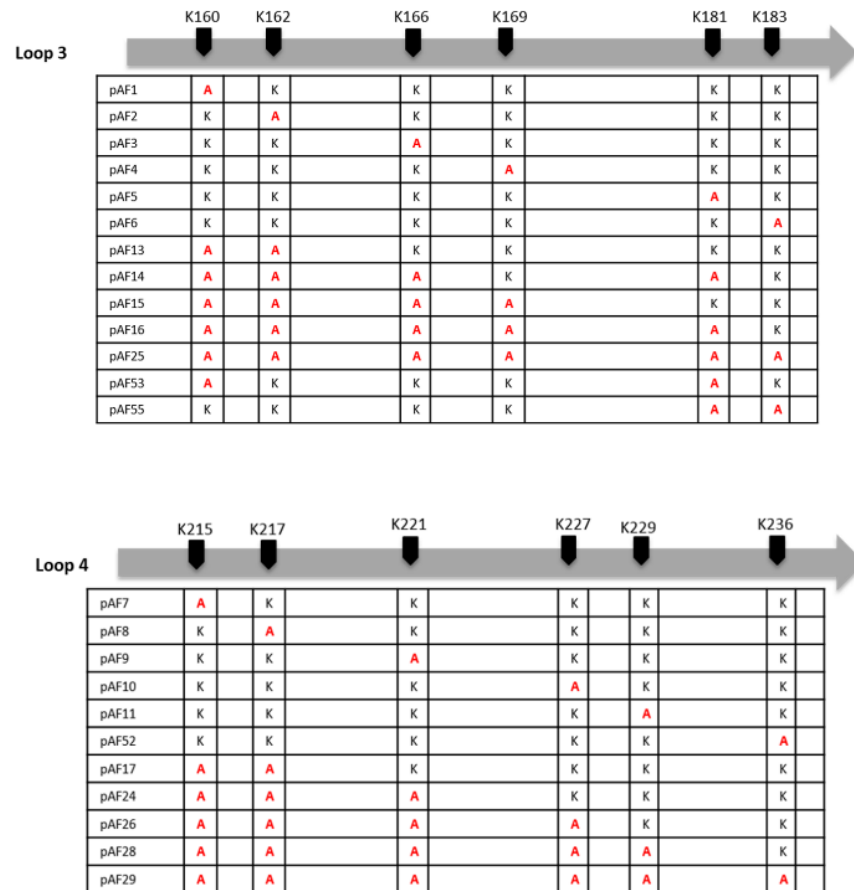 K160 K162 K166 K169 K181 K183
Loop 3
pAF1 A K K K K K
pAF2 K A K K K K
pAF3 K K A K K K
pAF4 K K K A K K
pAF5 K K K K A K
pAF6 K K K K K A
pAF13 A A K K K K
pAF14 A A A K A K
pAF15 A A A A K K
pAF16 A A A A A K
pAF25 A A A A A A
pAF53 A K K K A K
pAF55 K K K K A A
K215 K217 K221 K227 K229 K236
Loop 4
pAF7 A K K K K K
pAF8 K A K K K K
pAF9 K K A K K K
pAF10 K K K A K K
pAF11 K K K K A K
pAF52 K K K K K A
pAF17 A A K K K K
pAF24 A A A K K K
pAF26 A A A A K K
pAF28 A A A A A K
pAF29 A A A A A A